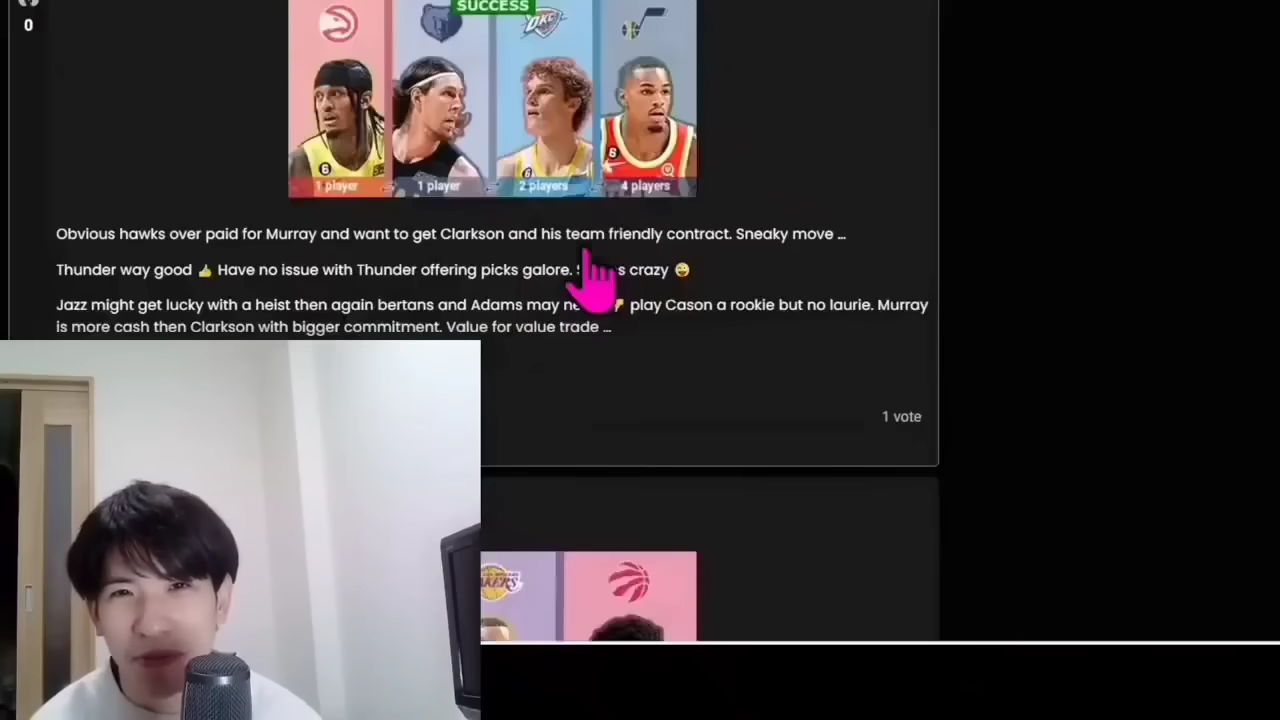 0
SUCCESS
OKC
6
6
6
1 player
1 player
2 players
4 players
Obvious hawks over paid for Murray and want to get Clarkson and his team friendly contract. Sneaky move ...
Thunder way good 👍 Have no issue with Thunder offering picks galore. s crazy 😜
Jazz might get lucky with a heist then again bertans and Adams may play Cason a rookie but no laurie. Murray
is more cash then Clarkson with bigger commitment. Value for value trade ...
1 vote